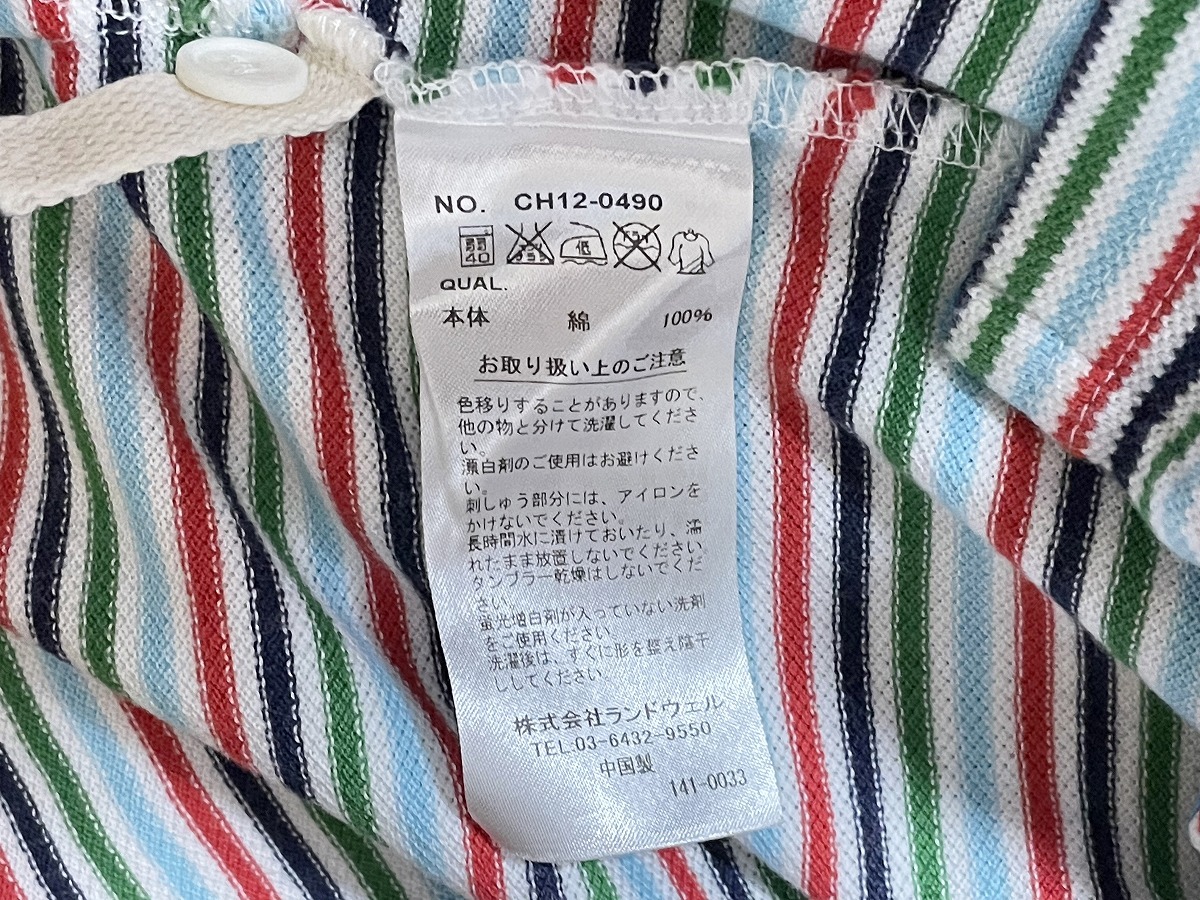 NO. CH12-0490
40 低
QUAL.
本体 綿 100%
お取り扱い上のご注意
色移りすることがありますので、
他の物と分けて洗濯してくださ
い。
漂白剤のご使用はお避けくださ
い。
刺しゅう部分には、アイロンを
かけないでください。
長時間水に漬けておいたり、濡
れたまま放置しないでください。
タンブラー乾燥はしないでくだ
さい。
蛍光増白剤が入っていない洗剤
をご使用ください。
洗濯後は、すぐに形を整え陰干
ししてください。
株式会社ランドウェル
TEL.03-6432-9550
中国製
141-0033